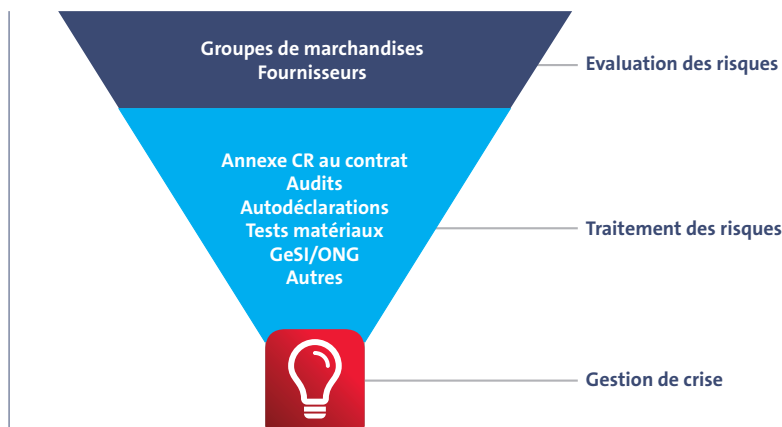 Groupes de marchandises
Fournisseurs
Evaluation des risques
Annexe CR au contrat
Audits
Autodéclarations
Tests matériaux
GeSI/ONG
Autres
Traitement des risques
Gestion de crise